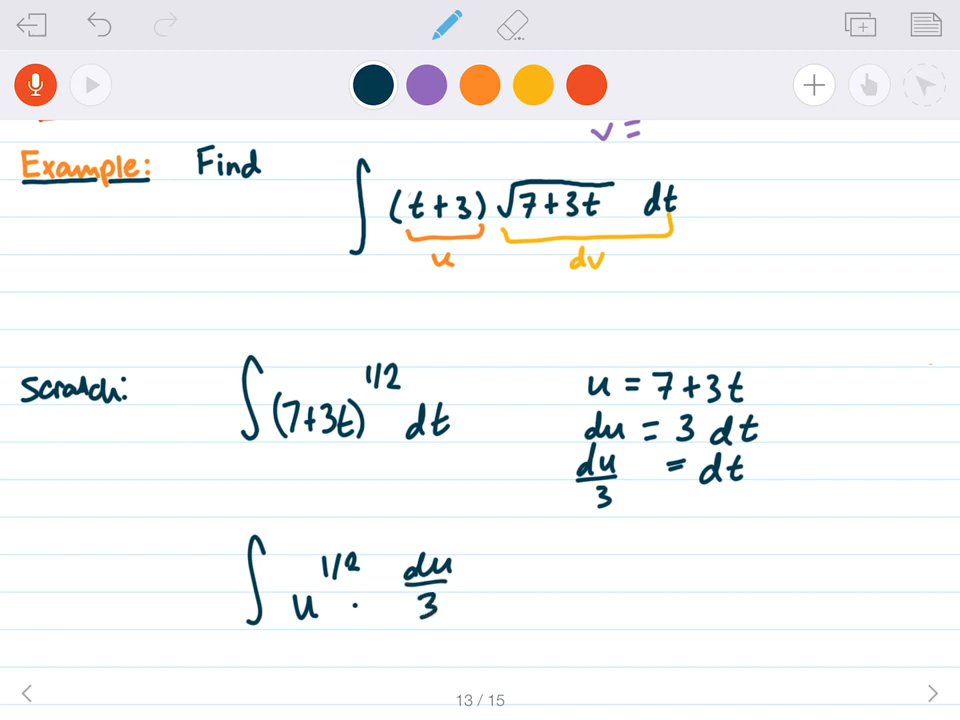 v =
Example: Find
∫ (t+3) √7+3t dt
u dv
Scratch: ∫ (7+3t)^1/2 dt
u = 7+3t
du = 3 dt
du/3 = dt
∫ u^1/2 · du/3
13 / 15